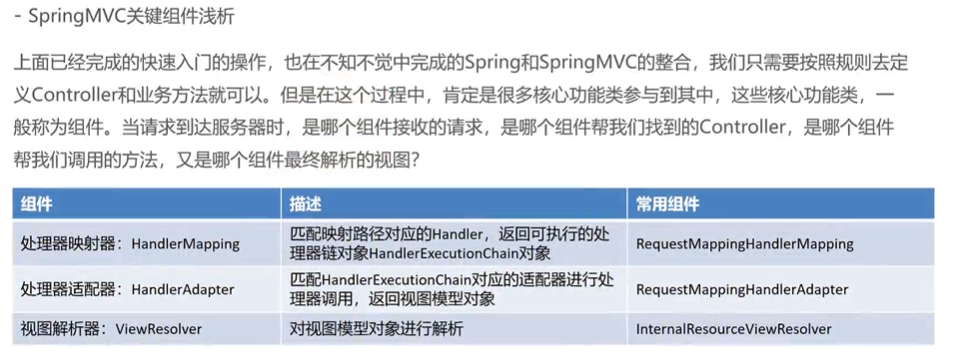 - SpringMVC关键组件浅析
上面已经完成的快速入门的操作，也在不知不觉中完成的Spring和SpringMVC的整合，我们只需要按照规则去定
义Controller和业务方法就可以。但是在这个过程中，肯定是很多核心功能类参与到其中，这些核心功能类，一
般称为组件。当请求到达服务器时，是哪个组件接收的请求，是哪个组件帮我们找到的Controller，是哪个组件
帮我们调用的方法，又是哪个组件最终解析的视图？
组件 描述 常用组件
处理器映射器：HandlerMapping
匹配映射路径对应的Handler，返回可执行的处
理器链对象HandlerExecutionChain对象
RequestMappingHandlerMapping
处理器适配器：HandlerAdapter
匹配HandlerExecutionChain对应的适配器进行处
理器调用，返回视图模型对象
RequestMappingHandlerAdapter
视图解析器：ViewResolver 对视图模型对象进行解析 InternalResourceViewResolver